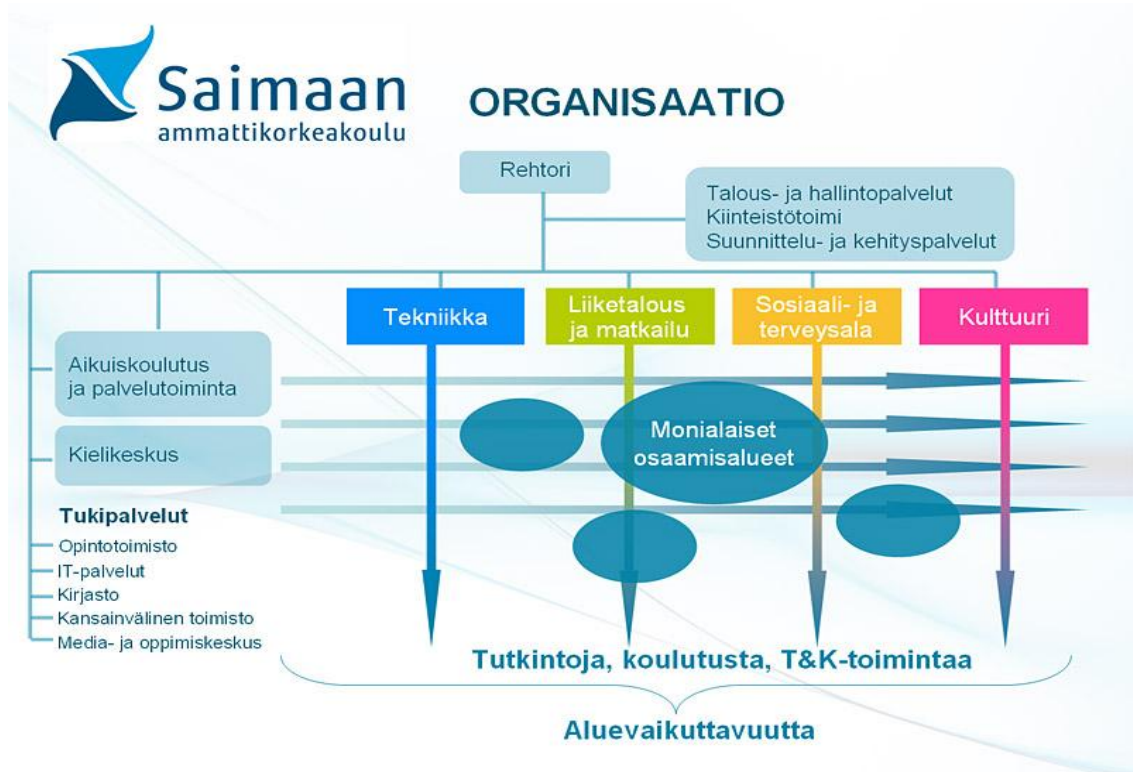 Saimaan
ammattikorkeakoulu
ORGANISAATIO
Rehtori
Talous- ja hallintopalvelut
Kiinteistötoimi
Suunnittelu- ja kehityspalvelut
Tekniikka
Liiketalous
ja matkailu
Sosiaali- ja
terveysala
Kulttuuri
Aikuiskoulutus
ja palvelutoiminta
Kielikeskus
Monialaiset
osaamisalueet
Tukipalvelut
Opintotoimisto
IT-palvelut
Kirjasto
Kansainvälinen toimisto
Media- ja oppimiskeskus
Tutkintoja, koulutusta, T&K-toimintaa
Aluevaikuttavuutta